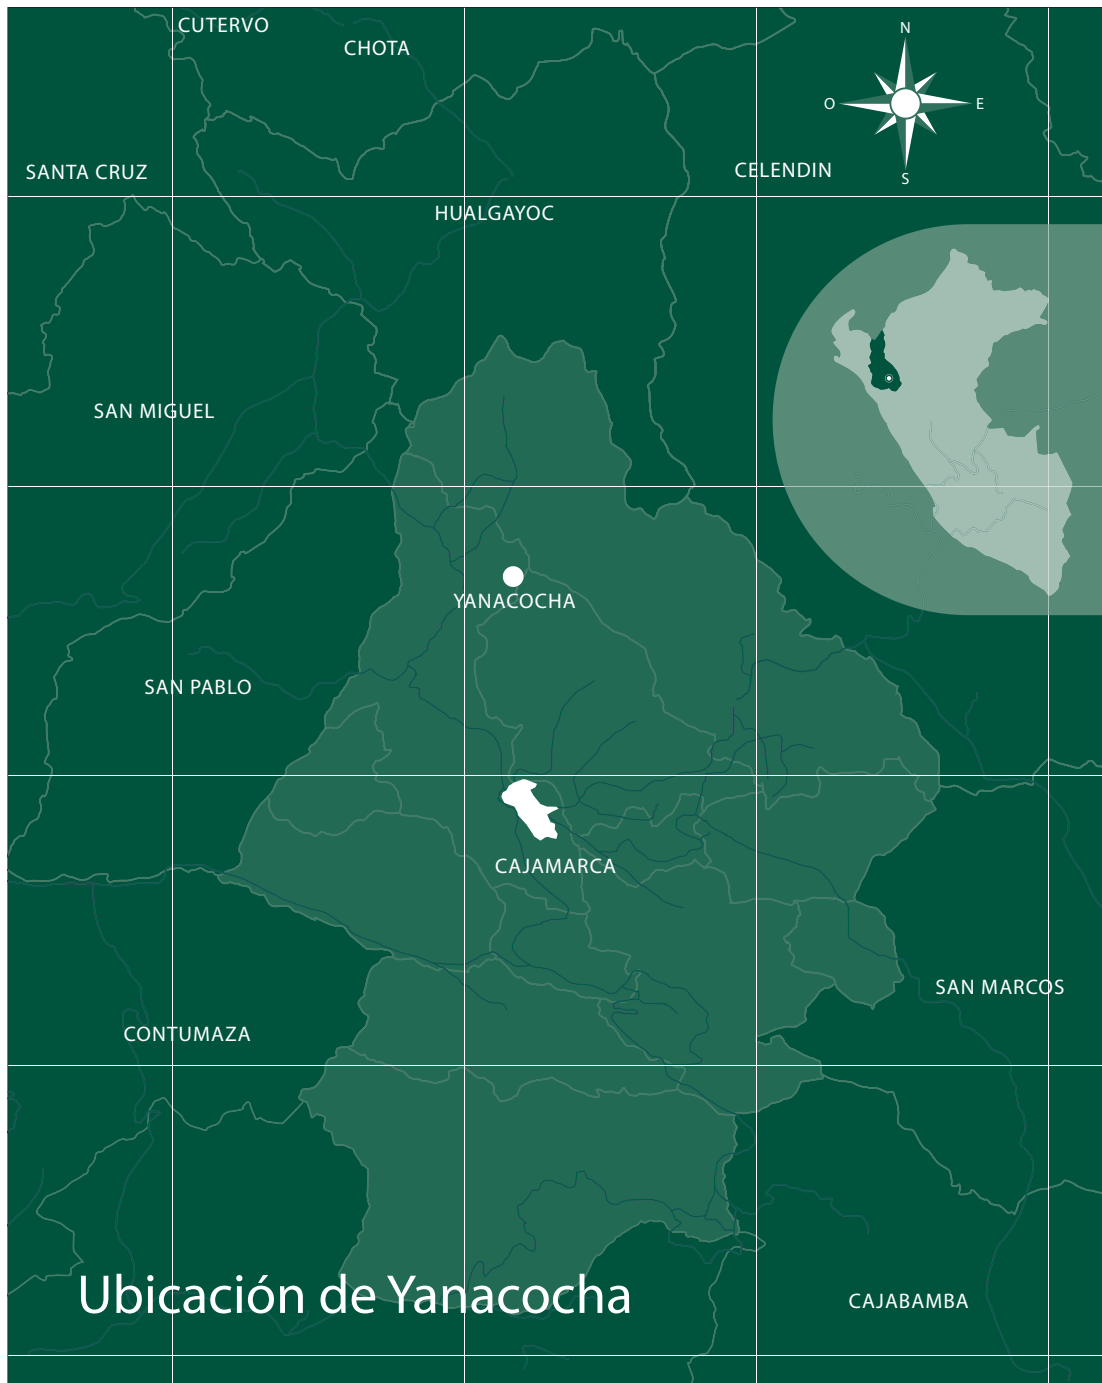 CUTERVO
CHOTA
N
O
E
S
SANTA CRUZ
CELENDIN
HUALGAYOC
SAN MIGUEL
YANACOCHA
SAN PABLO
CAJAMARCA
SAN MARCOS
CONTUMAZA
Ubicación de Yanacocha
CAJABAMBA